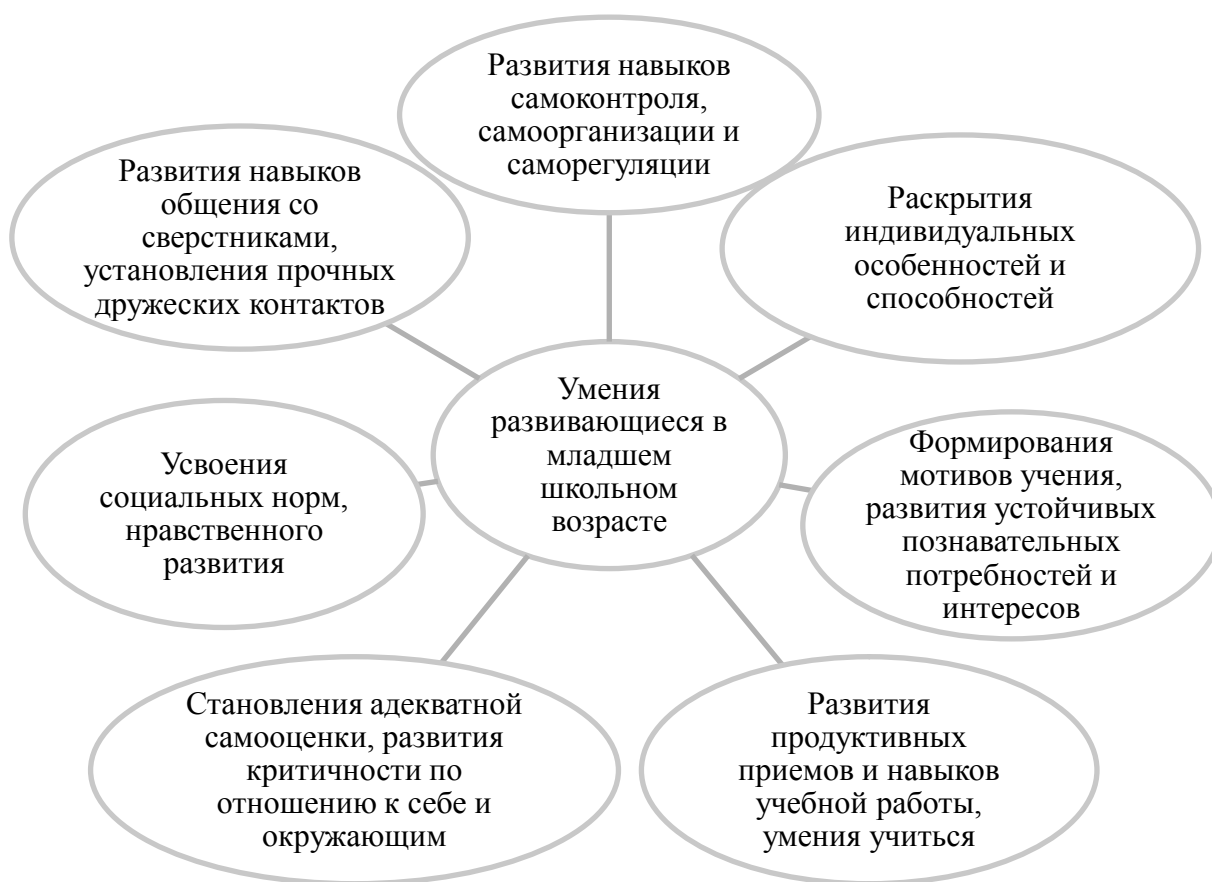 Развития навыков
самоконтроля,
самоорганизации и
саморегуляции
Раскрытия
индивидуальных
особенностей и
способностей
Формирования
мотивов учения,
развития устойчивых
познавательных
потребностей и
интересов
Развития
продуктивных
приемов и навыков
учебной работы,
умения учиться
Становления адекватной
самооценки, развития
критичности по
отношению к себе и
окружающим
Усвоения
социальных норм,
нравственного
развития
Развития навыков
общения со
сверстниками,
установления прочных
дружеских контактов
Умения
развивающиеся в
младшем
школьном
возрасте